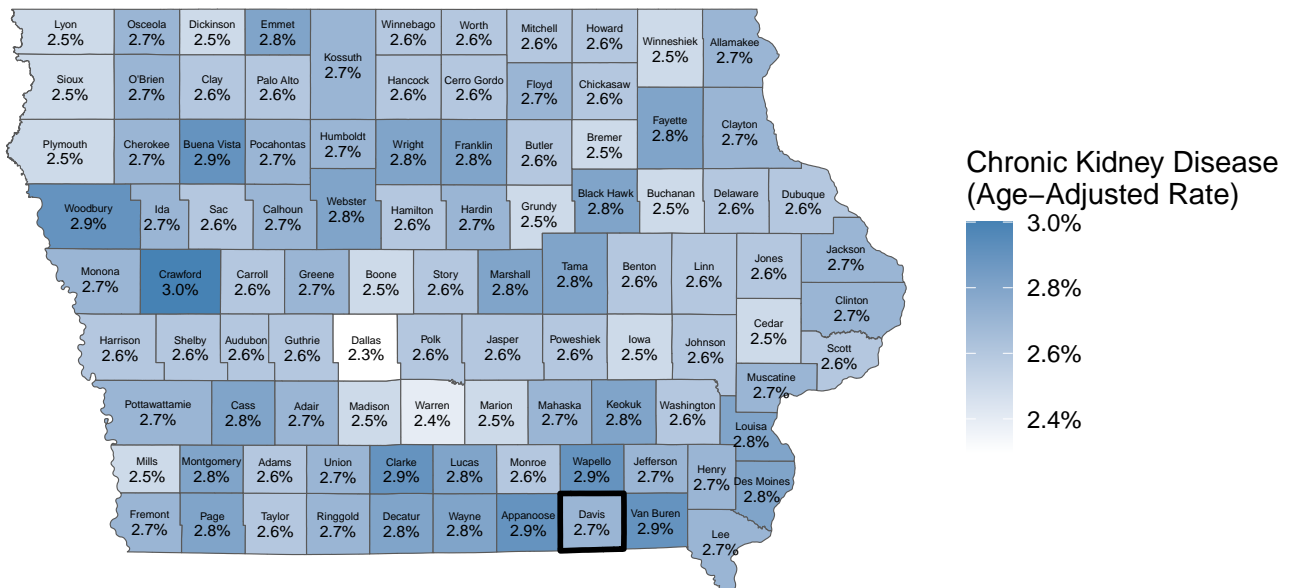 Lyon
2.5%
Osceola
2.7%
Dickinson
2.5%
Emmet
2.8%
Kossuth
2.7%
Winnebago
2.6%
Worth
2.6%
Mitchell
2.6%
Howard
2.6%
Winneshiek
2.5%
Allamakee
2.7%
Sioux
2.5%
O'Brien
2.7%
Clay
2.6%
Palo Alto
2.6%
Hancock
2.6%
Cerro Gordo
2.6%
Floyd
2.7%
Chickasaw
2.6%
Fayette
2.8%
Clayton
2.7%
Plymouth
2.5%
Cherokee
2.7%
Buena Vista
2.9%
Pocahontas
2.7%
Humboldt
2.7%
Wright
2.8%
Franklin
2.8%
Butler
2.6%
Bremer
2.5%
Woodbury
2.9%
Ida
2.7%
Sac
2.6%
Calhoun
2.7%
Webster
2.8%
Hamilton
2.6%
Hardin
2.7%
Grundy
2.5%
Black Hawk
2.8%
Buchanan
2.5%
Delaware
2.6%
Dubuque
2.6%
Monona
2.7%
Crawford
3.0%
Carroll
2.6%
Greene
2.7%
Boone
2.5%
Story
2.6%
Marshall
2.8%
Tama
2.8%
Benton
2.6%
Linn
2.6%
Jones
2.6%
Jackson
2.7%
Clinton
2.7%
Harrison
2.6%
Shelby
2.6%
Audubon
2.6%
Guthrie
2.6%
Dallas
2.3%
Polk
2.6%
Jasper
2.6%
Poweshiek
2.6%
Iowa
2.5%
Johnson
2.6%
Cedar
2.5%
Scott
2.6%
Muscatine
2.7%
Pottawattamie
2.7%
Cass
2.8%
Adair
2.7%
Madison
2.5%
Warren
2.4%
Marion
2.5%
Mahaska
2.7%
Keokuk
2.8%
Washington
2.6%
Louisa
2.8%
Mills
2.5%
Montgomery
2.8%
Adams
2.6%
Union
2.7%
Clarke
2.9%
Lucas
2.8%
Monroe
2.6%
Wapello
2.9%
Jefferson
2.7%
Henry
2.7%
Des Moines
2.8%
Fremont
2.7%
Page
2.8%
Taylor
2.6%
Ringgold
2.7%
Decatur
2.8%
Wayne
2.8%
Appanoose
2.9%
Davis
2.7%
Van Buren
2.9%
Lee
2.7%
Chronic Kidney Disease
(Age−Adjusted Rate)
3.0%
2.8%
2.6%
2.4%